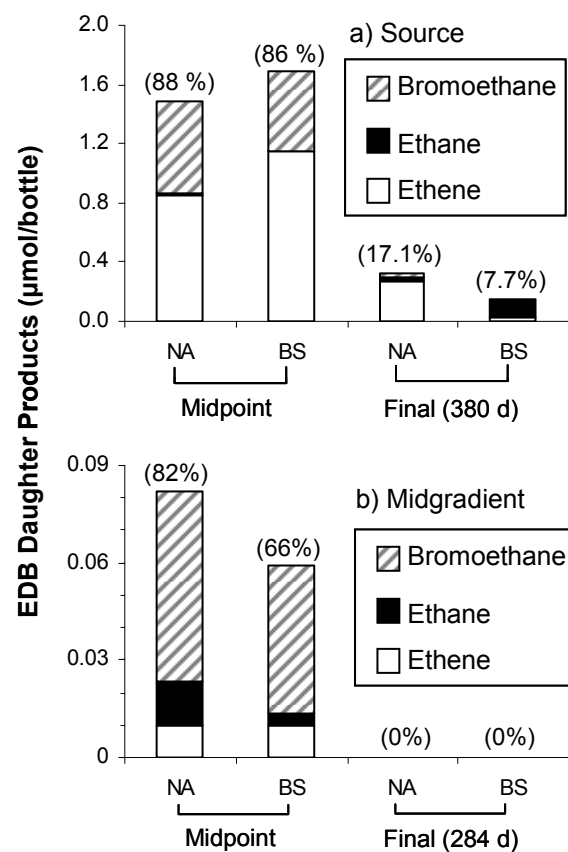 EDB Daughter Products (µmol/bottle)
a) Source
2.0
1.6
1.2
0.8
0.4
0.0
(88 %)
(86 %)
(17.1%)
(7.7%)
Bromoethane
Ethane
Ethene
NA BS NA BS
Midpoint Final (380 d)
b) Midgradient
0.09
0.06
0.03
0
(82%)
(66%)
(0%) (0%)
Bromoethane
Ethane
Ethene
NA BS NA BS
Midpoint Final (284 d)